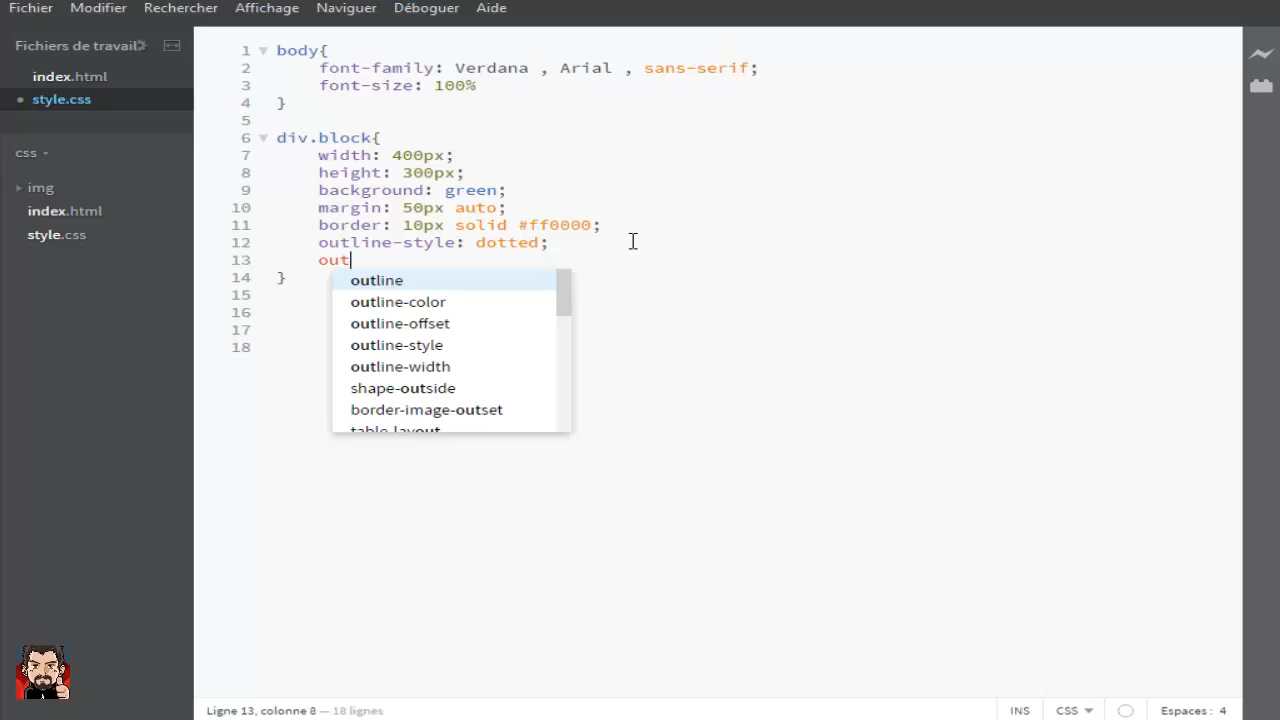 Fichier Modifier Rechercher Affichage Naviguer Déboguer Aide
Fichiers de travail
index.html
style.css
css
img
index.html
style.css
1 body{
2 font-family: Verdana , Arial , sans-serif;
3 font-size: 100%
4 }
5
6 div.block{
7 width: 400px;
8 height: 300px;
9 background: green;
10 margin: 50px auto;
11 border: 10px solid #ff0000;
12 outline-style: dotted;
13 out
14 }
15
16
17
18
outline
outline-color
outline-offset
outline-style
outline-width
shape-outside
border-image-outset
table-layout
Ligne 13, colonne 8 — 18 lignes
INS CSS Espaces : 4